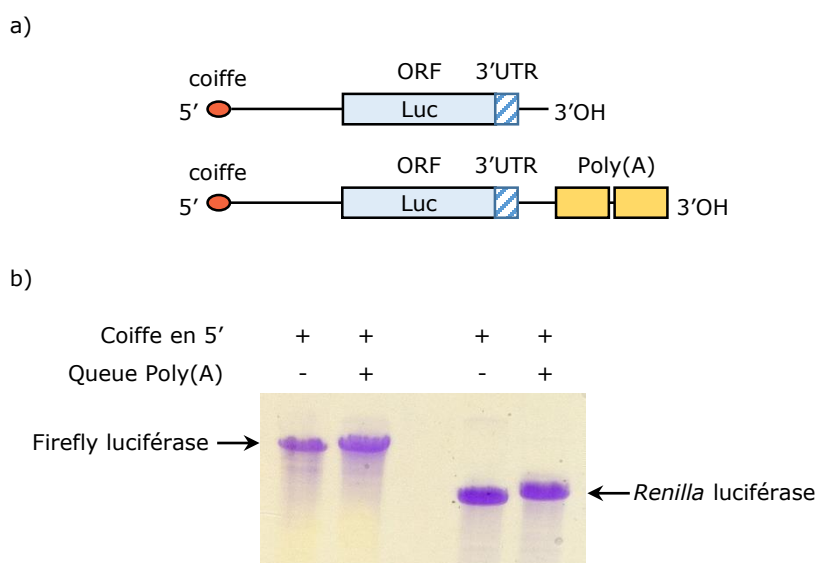 a)
coiffe ORF 3’UTR
5’ Luc 3’OH
coiffe ORF 3’UTR Poly(A)
5’ Luc 3’OH
b)
Coiffe en 5’ + + + +
Queue Poly(A) - + - +
Firefly luciférase
Renilla luciférase